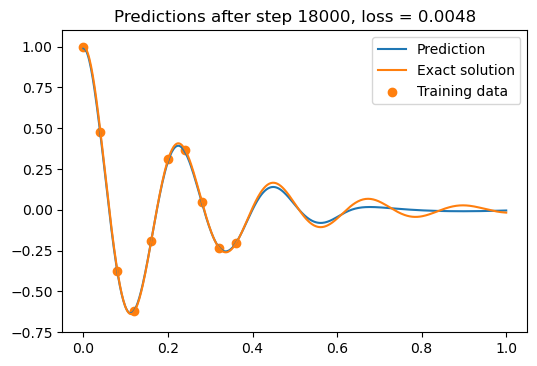 Predictions after step 18000, loss = 0.0048
1.00
0.75
0.50
0.25
0.00
−0.25
−0.50
−0.75
Prediction
Exact solution
Training data
0.0 0.2 0.4 0.6 0.8 1.0